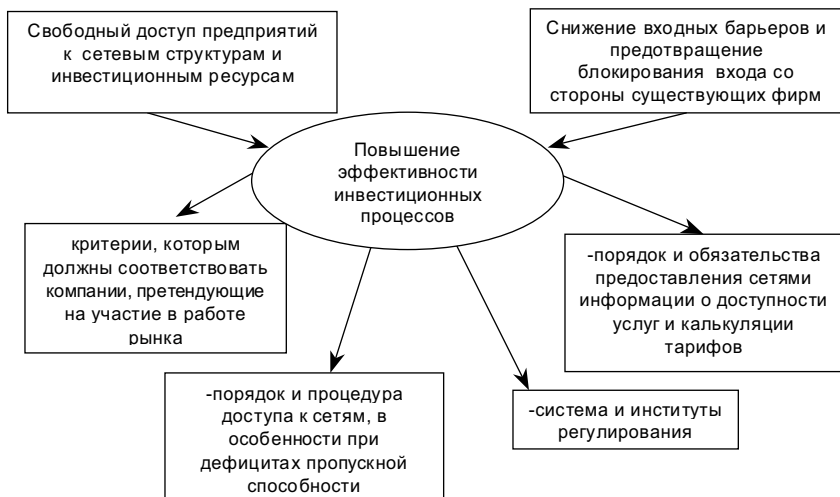 Свободный доступ предприятий
к сетевым структурам и
инвестиционным ресурсам
Снижение входных барьеров и
предотвращение
блокирования входа со
стороны существующих фирм
Повышение
эффективности
инвестиционных
процессов
критерии, которым
должны соответствовать
компании, претендующие
на участие в работе
рынка
-порядок и обязательства
предоставления сетями
информации о доступности
услуг и калькуляции
тарифов
-порядок и процедура
доступа к сетям, в
особенности при
дефицитах пропускной
способности
-система и институты
регулирования